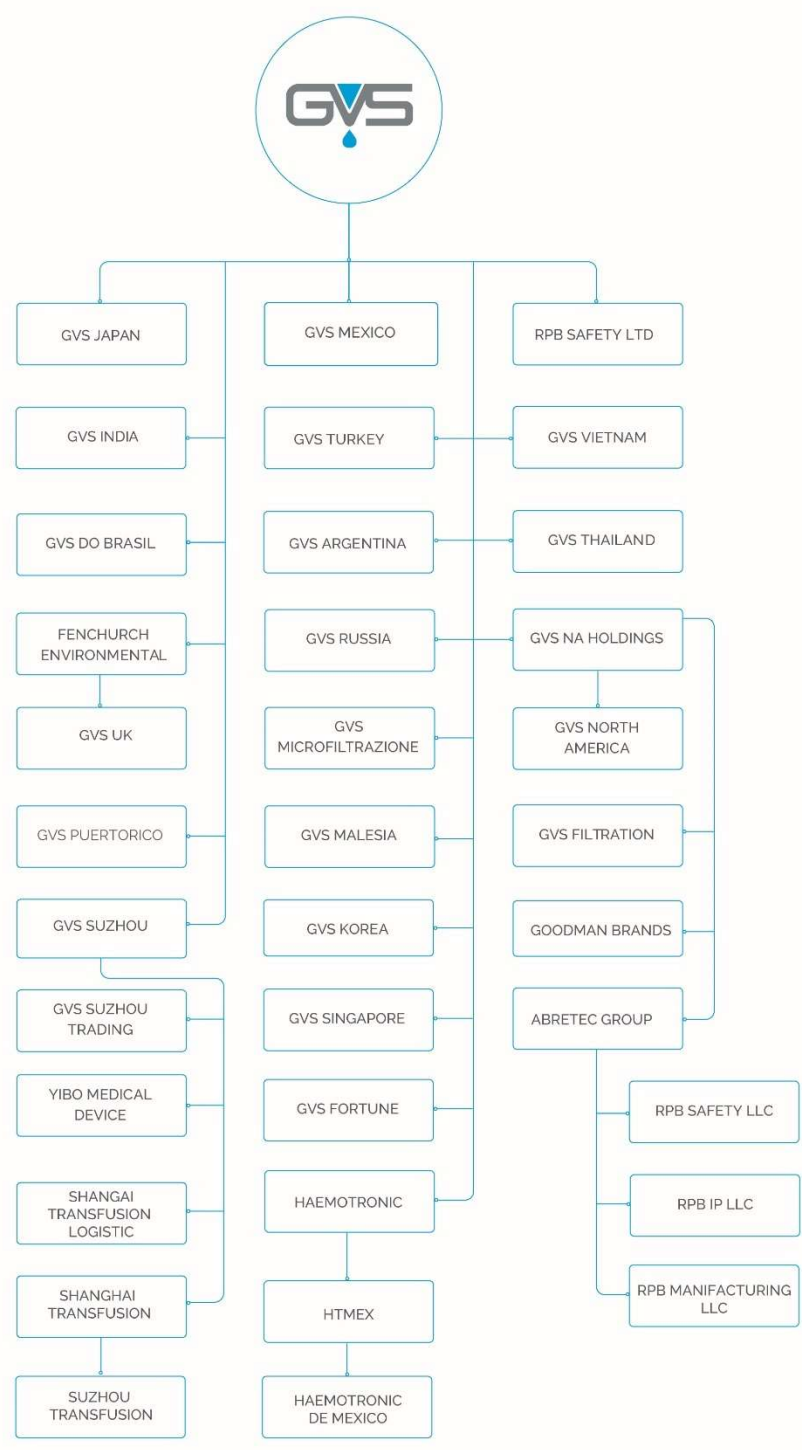 GVS
GVS JAPAN
GVS MEXICO
RPB SAFETY LTD
GVS INDIA
GVS TURKEY
GVS VIETNAM
GVS DO BRASIL
GVS ARGENTINA
GVS THAILAND
FENCHURCH
ENVIRONMENTAL
GVS RUSSIA
GVS NA HOLDINGS
GVS UK
GVS
MICROFILTRAZIONE
GVS NORTH
AMERICA
GVS PUERTORICO
GVS MALESIA
GVS FILTRATION
GVS SUZHOU
GVS KOREA
GOODMAN BRANDS
GVS SUZHOU
TRADING
GVS SINGAPORE
ABRETEC GROUP
YIBO MEDICAL
DEVICE
GVS FORTUNE
RPB SAFETY LLC
SHANGAI
TRANSFUSION
LOGISTIC
HAEMOTRONIC
RPB IP LLC
SHANGHAI
TRANSFUSION
HTMEX
RPB MANIFACTURING
LLC
SUZHOU
TRANSFUSION
HAEMOTRONIC
DE MEXICO